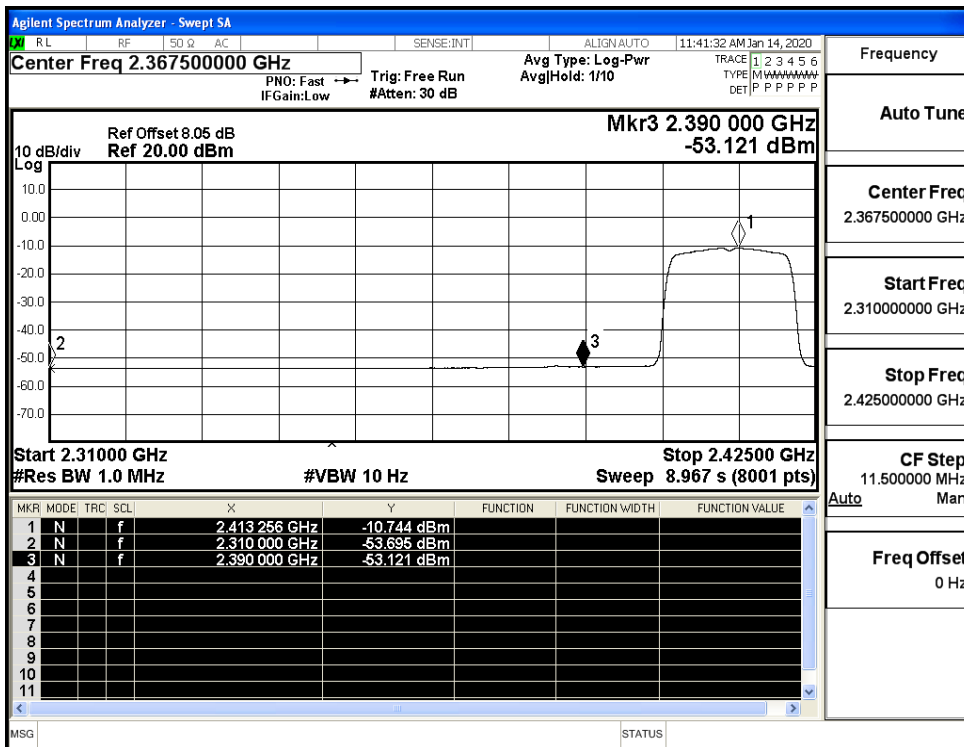 Agilent Spectrum Analyzer - Swept SA
LXI RL RF 50 Ω AC SENSE:INT ALIGNAUTO 11:41:32 AM Jan 14, 2020
Center Freq 2.367500000 GHz
PNO: Fast
IFGain:Low
Trig: Free Run
#Atten: 30 dB
Avg Type: Log-Pwr
Avg|Hold: 1/10
TRACE 1 2 3 4 5 6
TYPE M
DET P P P P P P
Ref Offset 8.05 dB
Ref 20.00 dBm
10 dB/div
Log
Mkr3 2.390 000 GHz
-53.121 dBm
10.0
0.00
-10.0
-20.0
-30.0
-40.0
-50.0
-60.0
-70.0
1
2
3
Start 2.31000 GHz Stop 2.42500 GHz
#Res BW 1.0 MHz #VBW 10 Hz Sweep 8.967 s (8001 pts)
MKR MODE TRC SCL X Y FUNCTION FUNCTION WIDTH FUNCTION VALUE
1 N f 2.413 256 GHz -10.744 dBm
2 N f 2.310 000 GHz -53.695 dBm
3 N f 2.390 000 GHz -53.121 dBm
4
5
6
7
8
9
10
11
MSG STATUS
Frequency
Auto Tune
Center Freq
2.367500000 GHz
Start Freq
2.310000000 GHz
Stop Freq
2.425000000 GHz
CF Step
11.500000 MHz
Auto Man
Freq Offset
0 Hz